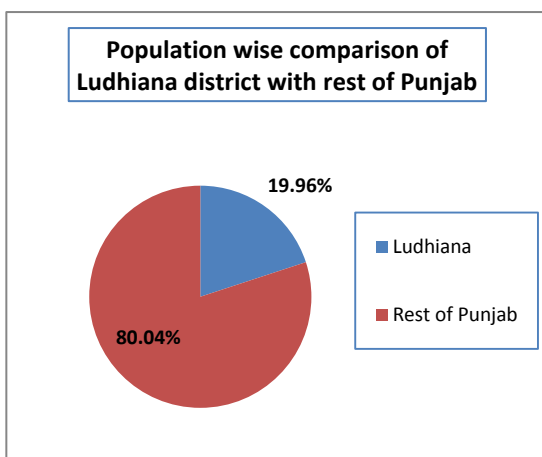 Population wise comparison of
Ludhiana district with rest of Punjab
19.96%
80.04%
Ludhiana
Rest of Punjab